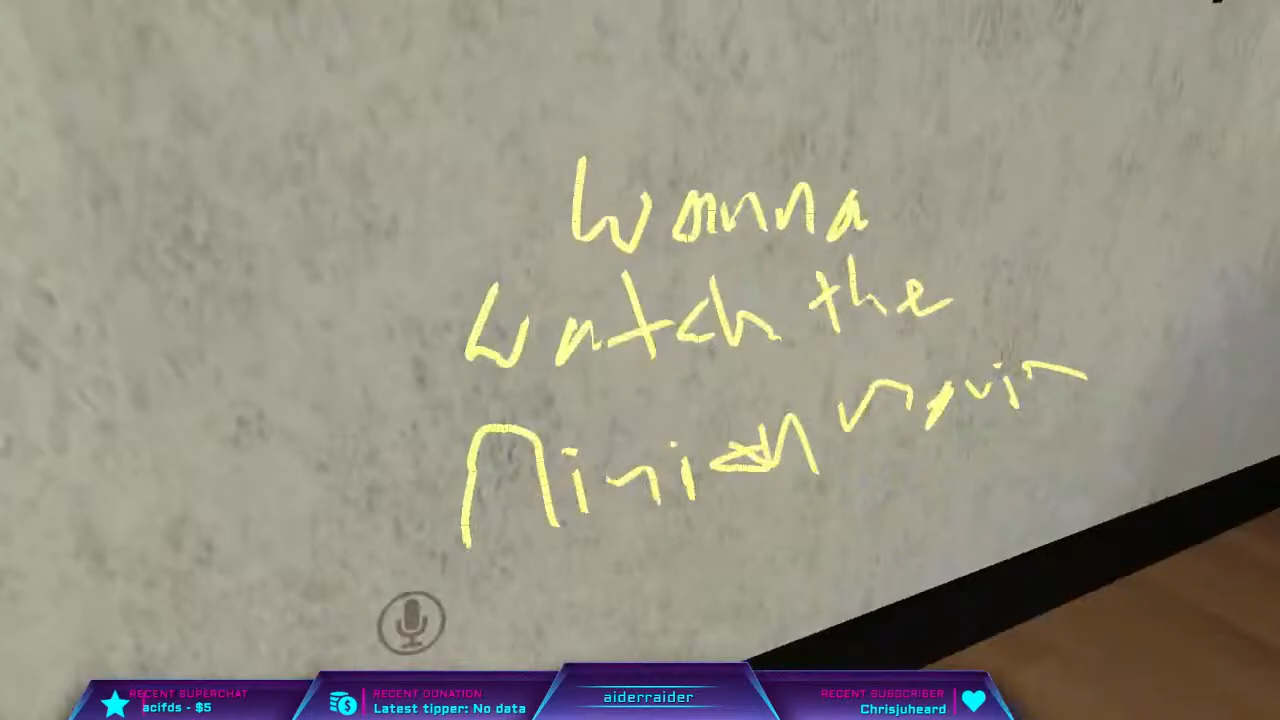 wanna
watch the
Minion movie
RECENT SUPERCHAT
acifds - $5
RECENT DONATION
Latest tipper: No data
aiderraider
RECENT SUBSCRIBER
Chrisjuheard